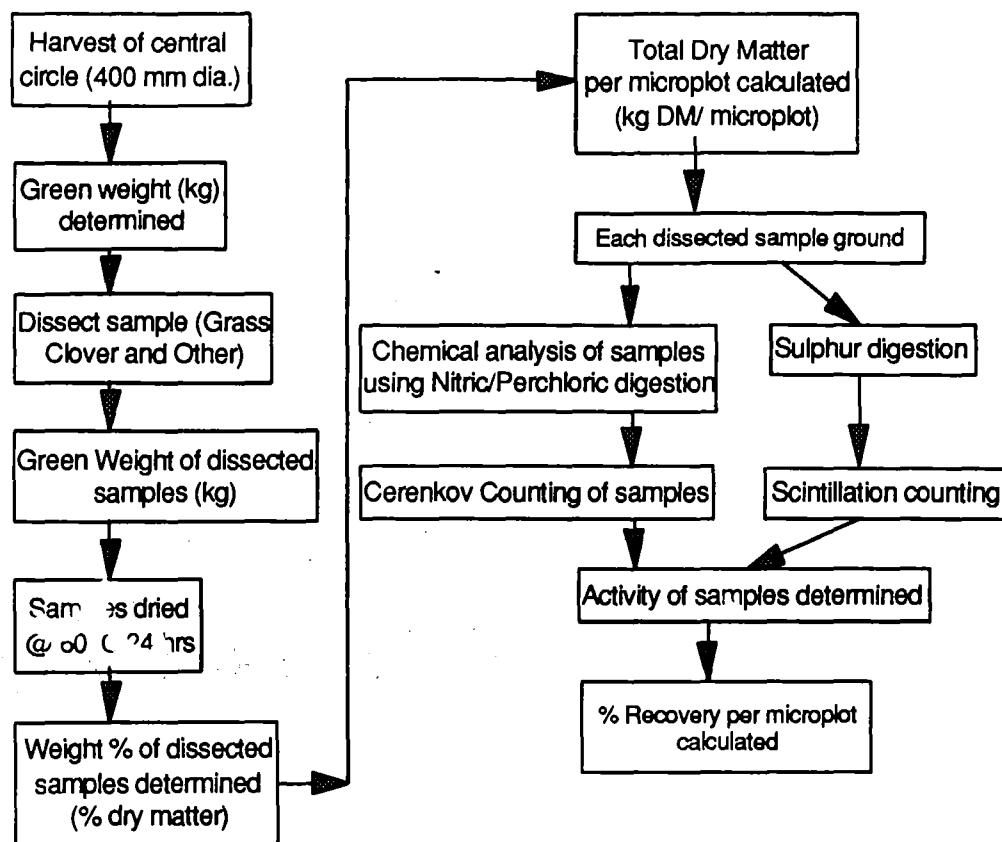 Harvest of central
circle (400 mm dia.)
Green weight (kg)
determined
Dissect sample (Grass
Clover and Other)
Green Weight of dissected
samples (kg)
dried
@
Weight % of dissected
samples determined
(% dry matter)
Total Dry Matter
per microplot calculated
(kg DM/ microplot)
Each dissected sample ground
Chemical analysis of samples
using Nitric/Perchloric digestion
Sulphur digestion
Cerenkov Counting of samples
Scintillation counting
Activity of samples determined
% Recovery per microplot
calculated